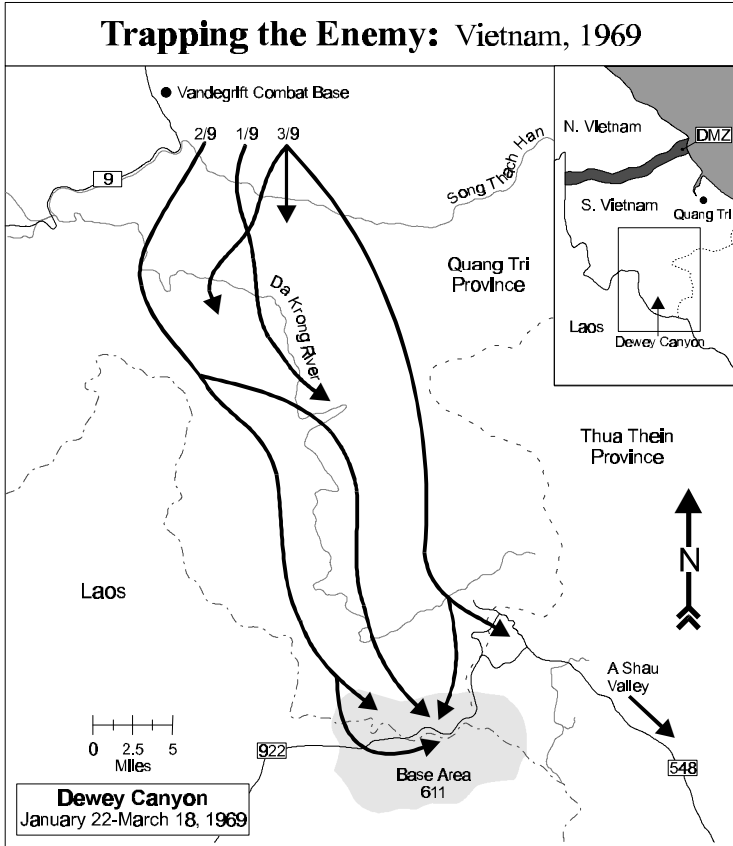 Trapping the Enemy: Vietnam, 1969
Vandegrift Combat Base
2/9 1/9 3/9
9
Song Thach Han
Da Krong River
Quang Tri
Province
N. Vietnam
DMZ
S. Vietnam
Quang Tri
Laos
Dewey Canyon
Thua Thein
Province
N
Laos
A Shau
Valley
0 2.5 5
Miles
922
548
Base Area
611
Dewey Canyon
January 22-March 18, 1969